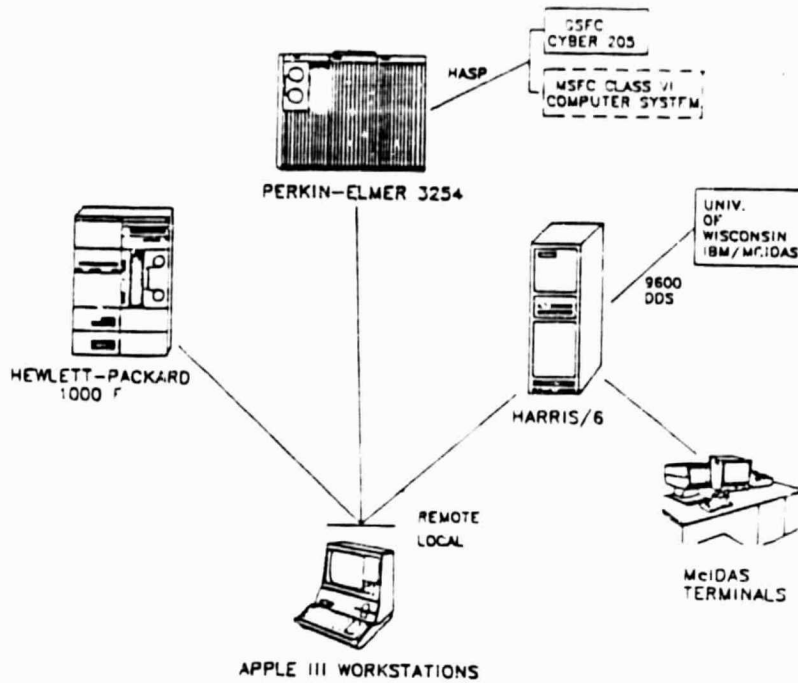 GSFC
CYBER 205
HASP
MSFC CLASS VI
COMPUTER SYSTEM
PERKIN-ELMER 3254
UNIV.
OF
WISCONSIN
IBM/MCIDAS
9600
DDS
HEWLETT-PACKARD
1000 F
HARRIS/6
REMOTE
LOCAL
McIDAS
TERMINALS
APPLE III WORKSTATIONS